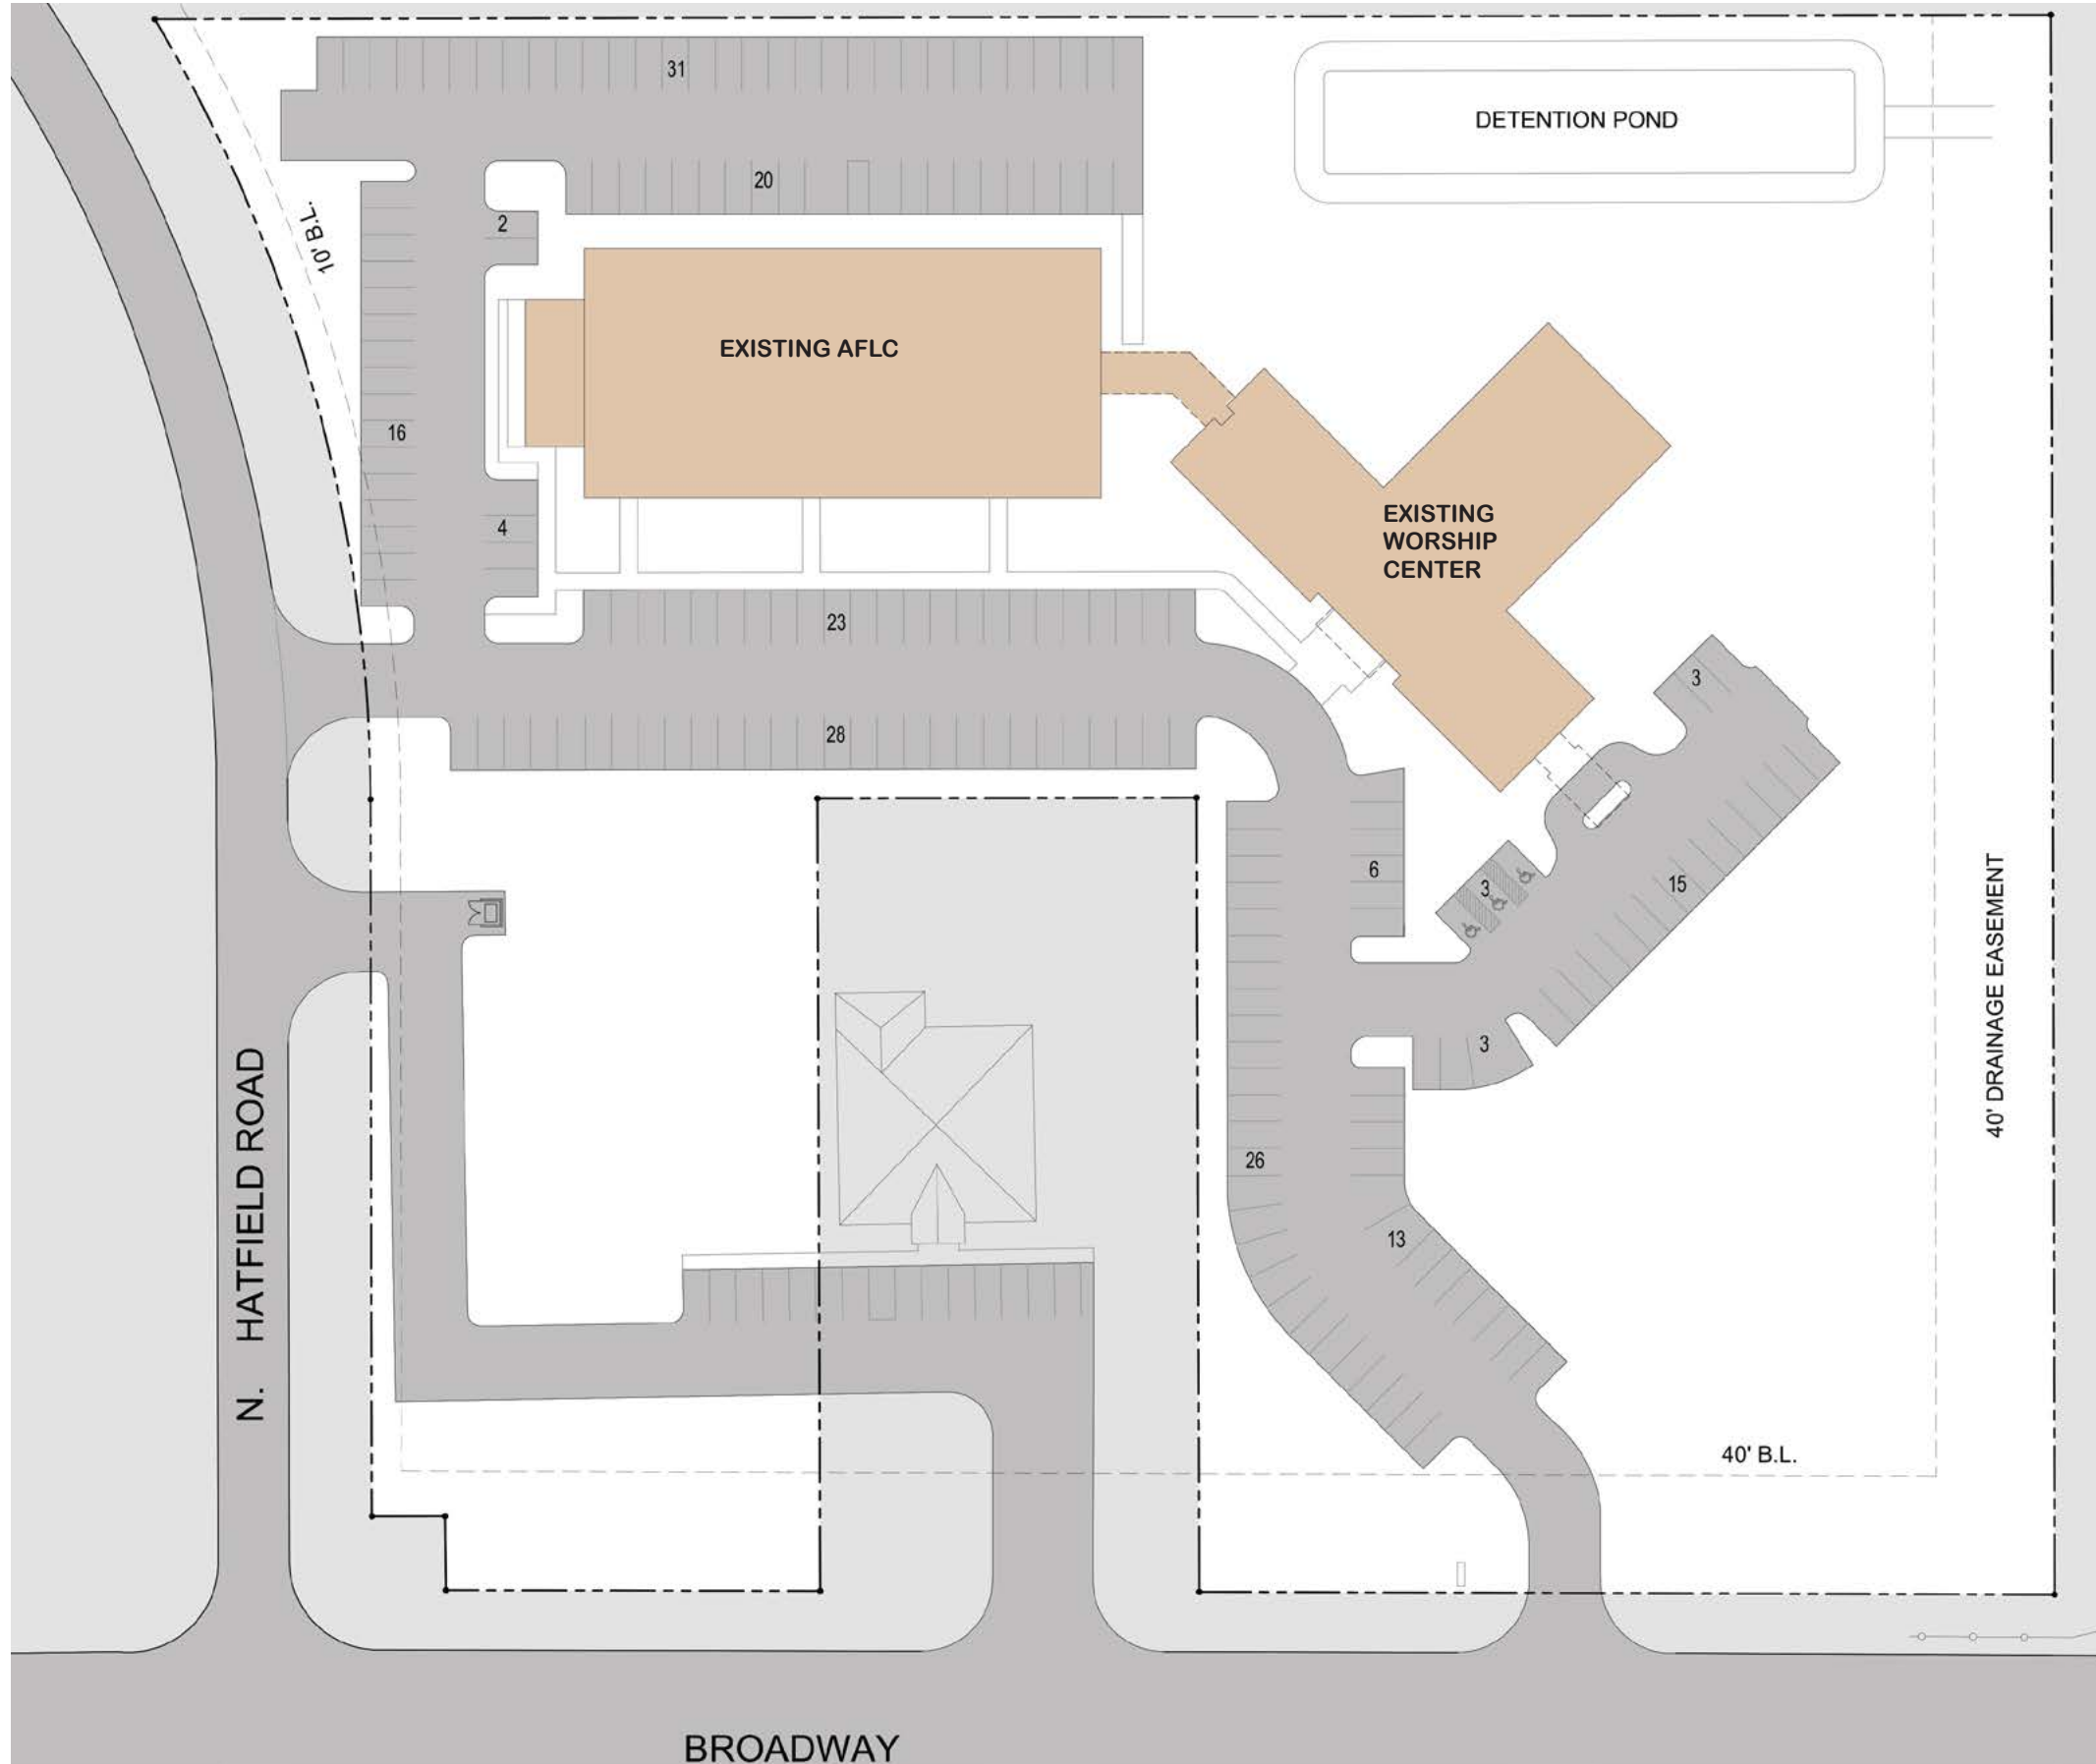 31
DETENTION POND
20
2
10' B.L.
EXISTING AFLC
16
4
EXISTING
WORSHIP
CENTER
23
3
28
6
3
15
40' DRAINAGE EASEMENT
3
N. HATFIELD ROAD
26
13
40' B.L.
BROADWAY